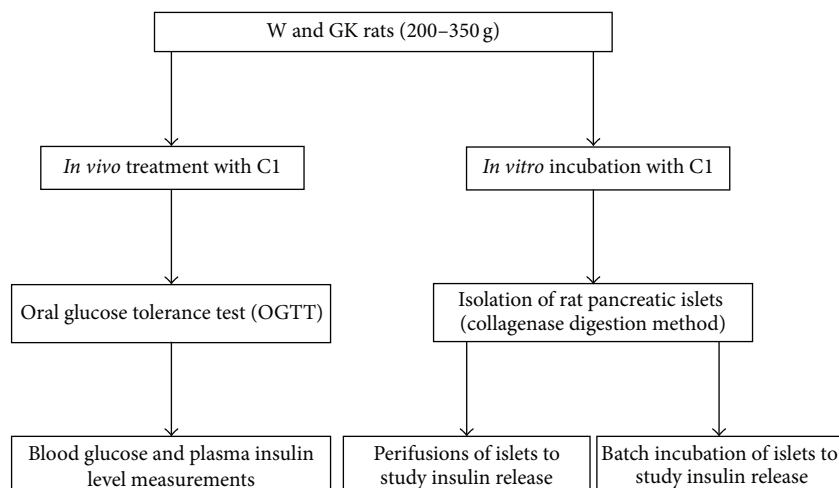 W and GK rats (200–350 g)
In vivo treatment with C1
In vitro incubation with C1
Oral glucose tolerance test (OGTT)
Isolation of rat pancreatic islets
(collagenase digestion method)
Blood glucose and plasma insulin
level measurements
Perifusions of islets to
study insulin release
Batch incubation of islets to
study insulin release